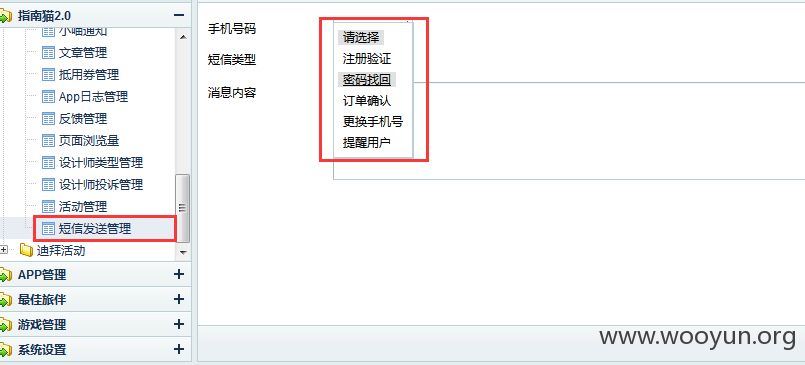 指南猫2.0
小喵通知
文章管理
抵用券管理
App日志管理
反馈管理
页面浏览量
设计师类型管理
设计师投诉管理
活动管理
短信发送管理
迪拜活动
APP管理
最佳旅伴
游戏管理
系统设置
手机号码
短信类型
消息内容
请选择
注册验证
密码找回
订单确认
更换手机号
提醒用户
www.wooyun.org